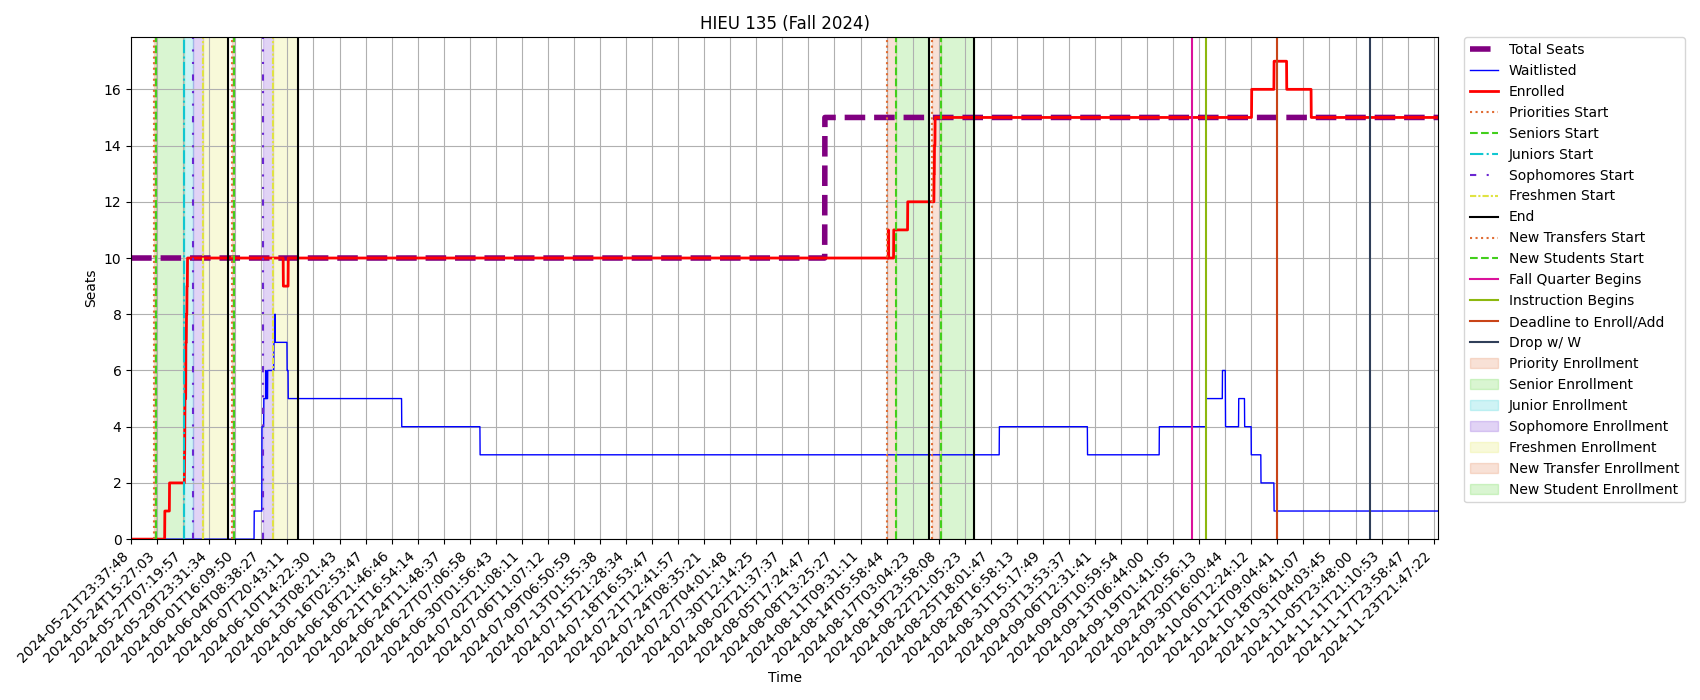 HIEU 135 (Fall 2024)
Seats
16
14
12
10
8
6
4
2
0
2024-05-21T23:37:48
2024-05-24T15:27:03
2024-05-27T07:19:57
2024-05-29T23:31:34
2024-06-01T16:09:50
2024-06-04T08:38:27
2024-06-07T20:43:11
2024-06-10T14:22:30
2024-06-13T08:21:43
2024-06-16T02:53:47
2024-06-18T21:46:46
2024-06-21T16:54:14
2024-06-24T11:48:37
2024-06-27T07:06:58
2024-06-30T01:56:43
2024-07-02T21:08:11
2024-07-06T11:07:12
2024-07-09T06:50:59
2024-07-13T01:55:38
2024-07-15T21:28:34
2024-07-18T16:53:47
2024-07-21T12:41:57
2024-07-24T08:35:21
2024-07-27T04:01:48
2024-07-30T12:14:25
2024-08-02T21:37:37
2024-08-05T17:24:47
2024-08-08T13:25:27
2024-08-11T09:31:11
2024-08-14T05:58:44
2024-08-17T03:04:23
2024-08-19T23:58:08
2024-08-22T21:05:23
2024-08-25T18:01:47
2024-08-28T16:58:13
2024-08-31T15:17:49
2024-09-03T13:53:37
2024-09-06T12:31:41
2024-09-09T10:59:54
2024-09-13T06:44:00
2024-09-19T01:41:05
2024-09-24T20:56:13
2024-09-30T16:00:44
2024-10-06T12:24:12
2024-10-12T09:04:41
2024-10-18T06:41:07
2024-10-31T04:03:45
2024-11-05T23:48:00
2024-11-11T21:10:53
2024-11-17T23:58:47
2024-11-23T21:47:22
Time
Total Seats
Waitlisted
Enrolled
Priorities Start
Seniors Start
Juniors Start
Sophomores Start
Freshmen Start
End
New Transfers Start
New Students Start
Fall Quarter Begins
Instruction Begins
Deadline to Enroll/Add
Drop w/ W
Priority Enrollment
Senior Enrollment
Junior Enrollment
Sophomore Enrollment
Freshmen Enrollment
New Transfer Enrollment
New Student Enrollment